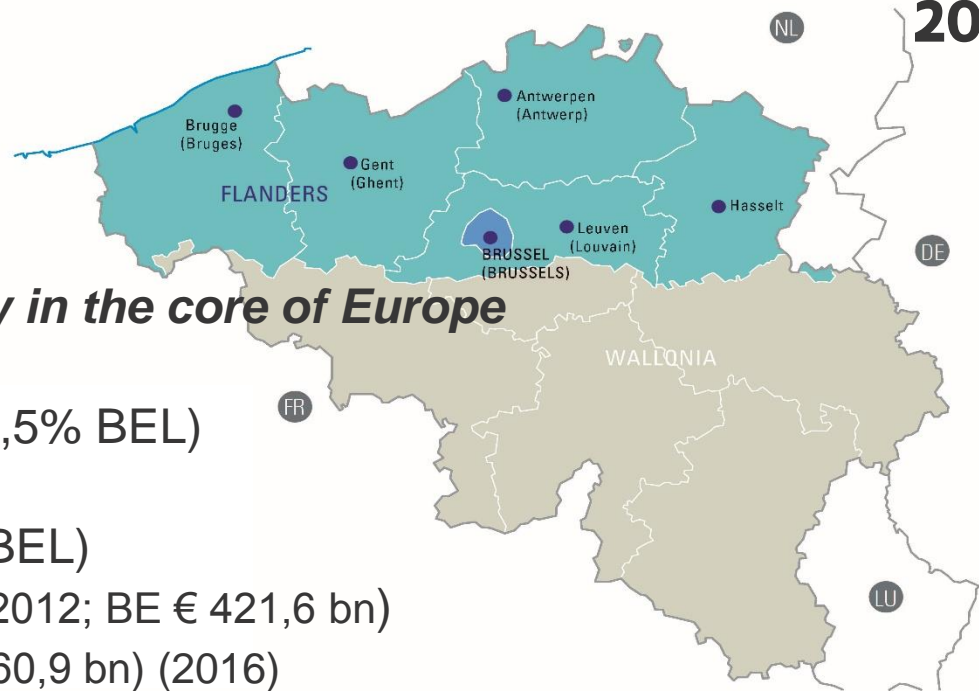 20
NL
Antwerpen
(Antwerp)
Brugge
(Bruges)
Gent
(Ghent)
FLANDERS
Hasselt
Leuven
(Louvain)
BRUSSEL
(BRUSSELS)
DE
y in the core of Europe
WALLONIA
FR
,5% BEL)
BEL)
2012; BE € 421,6 bn)
60,9 bn) (2016)
LU